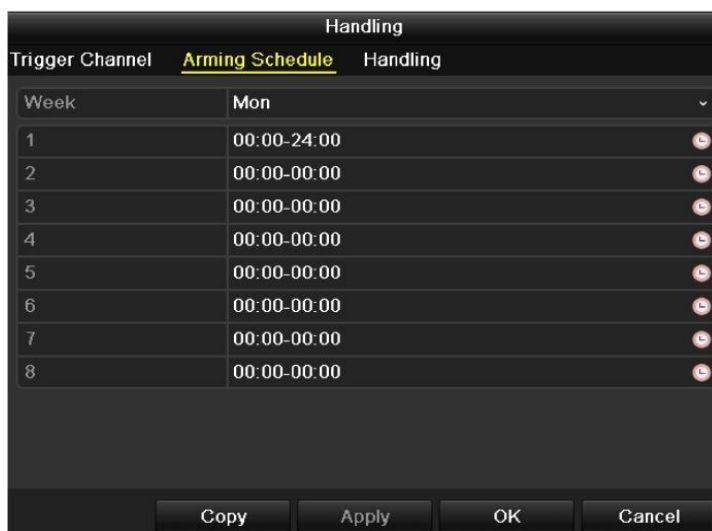 Handling
Trigger Channel Arming Schedule Handling
Week Mon
1 00:00-24:00
2 00:00-00:00
3 00:00-00:00
4 00:00-00:00
5 00:00-00:00
6 00:00-00:00
7 00:00-00:00
8 00:00-00:00
Copy Apply OK Cancel